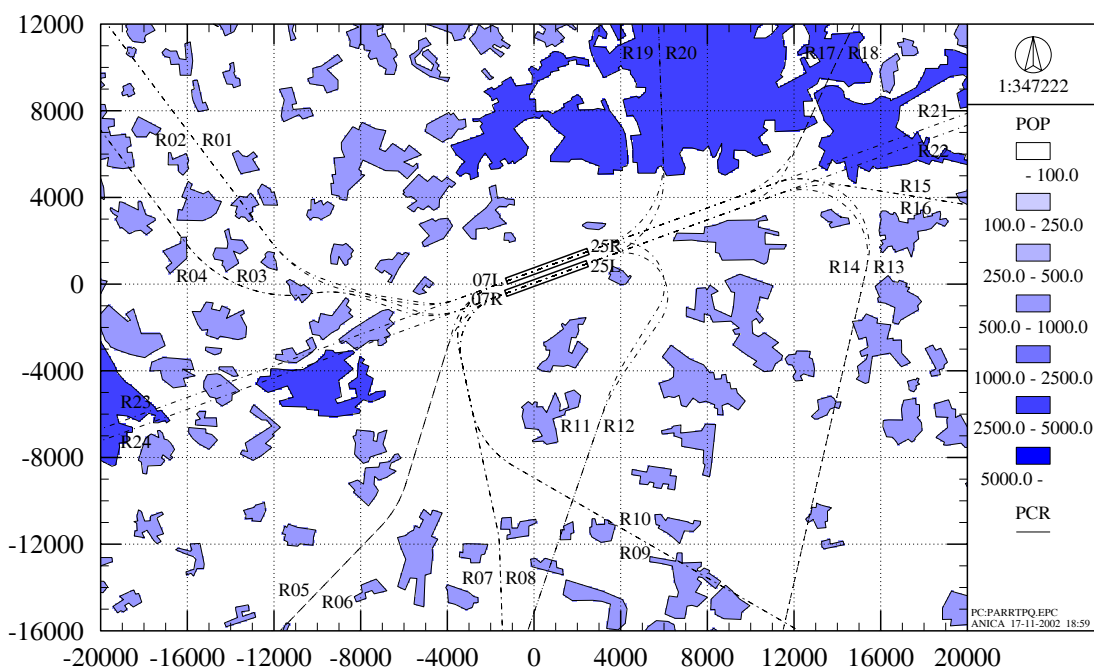 12000
8000
4000
0
-4000
-8000
-12000
-16000
-20000 -16000 -12000 -8000 -4000 0 4000 8000 12000 16000 20000
R19 R20
R17 R18
R21
R22
R02 R01
R15
R16
R04 R03
R14 R13
25R
25L
07L
07R
R23
R24
R11 R12
R10
R09
R05
R06
R07 R08
1:347222
POP
- 100.0
100.0 - 250.0
250.0 - 500.0
500.0 - 1000.0
1000.0 - 2500.0
2500.0 - 5000.0
5000.0 -
PCR
PC:PARRTPQ.EPC
ANICA 17-11-2002 18:59